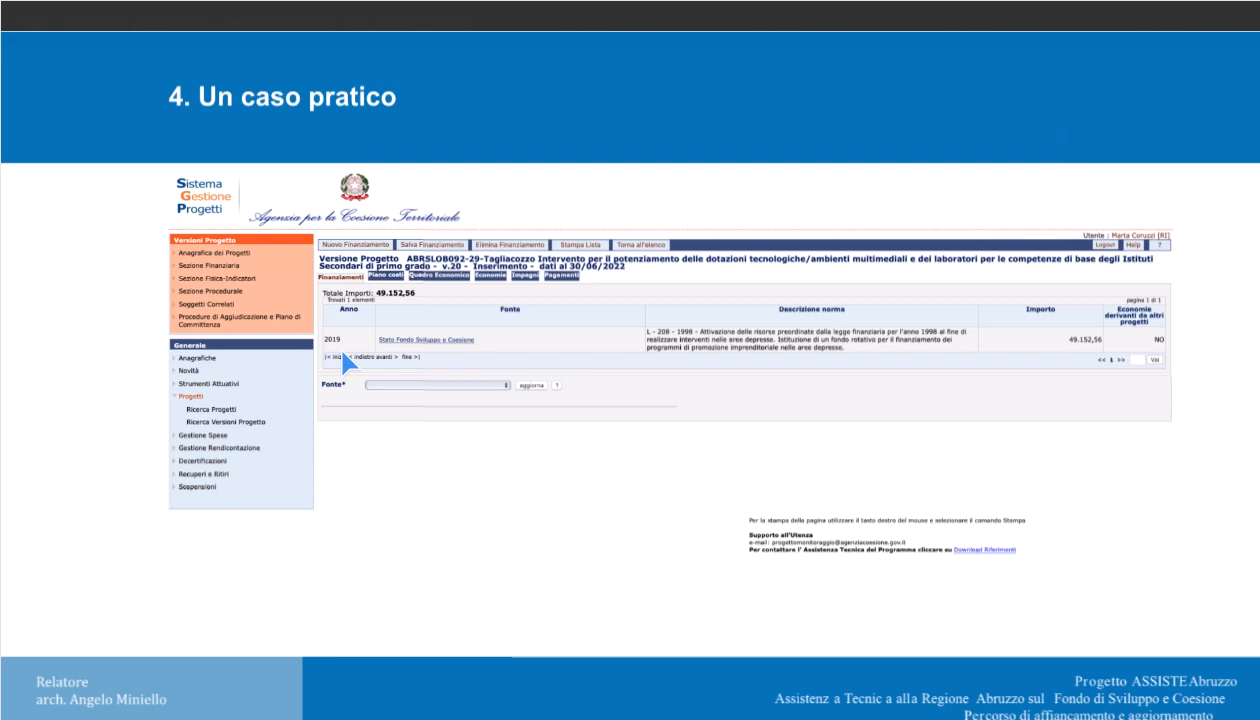 4. Un caso pratico
Sistema
Gestione
Progetti
Agenzia per la Coesione Territoriale
Utente : Marta Coruzzi [RI]
Nuovo Finanziamento
Salva Finanziamento
Elimina Finanziamento
Stampa Lista
Torna all'elenco
Logout
Help
?
Versioni Progetto
Anagrafica dei Progetti
Sezione Finanziaria
Sezione Fisica-Indicatori
Sezione Procedurale
Soggetti Correlati
Procedure di Aggiudicazione e Piano di
Committenza
Generale
Anagrafiche
Novità
Strumenti Attuativi
Progetti
Ricerca Progetti
Ricerca Versioni Progetto
Gestione Spese
Gestione Rendicontazione
Decertificazioni
Recuperi e Ritiri
Sospensioni
Versione Progetto ABRSLOB092-29-Tagliacozzo Intervento per il potenziamento delle dotazioni tecnologiche/ambienti multimediali e dei laboratori per le competenze di base degli Istituti
Secondari di primo grado - v.20 - Inserimento - dati al 30/06/2022
Finanziamenti Piano costi Quadro Economico Economie Impegni Pagamenti
Totale Importi: 49.152,56
Trovati 1 elementi
pagina 1 di 1
Anno
Fonte
Descrizione norma
Importo
Economie
derivanti da altri
progetti
2019
Stato Fondo Sviluppo e Coesione
L - 208 - 1998 - Attivazione delle risorse preordinate dalla legge finanziaria per l'anno 1998 al fine di
realizzare interventi nelle aree depresse. Istituzione di un fondo rotativo per il finanziamento dei
programmi di promozione imprenditoriale nelle aree depresse.
49.152,56
NO
|< < indietro avanti > fine >|
<< 1 >> Vai
Fonte*
aggiorna
?
Per la stampa della pagina utilizzare il tasto destro del mouse e selezionare il comando Stampa
Supporto all'Utenza
e-mail: progettomonitoraggio@agenziacoesione.gov.it
Per contattare l' Assistenza Tecnica del Programma cliccare su Download Riferimenti
Relatore
arch. Angelo Miniello
Progetto ASSISTE Abruzzo
Assistenz a Tecnic a alla Regione Abruzzo sul Fondo di Sviluppo e Coesione
Percorso di affiancamento e aggiornamento